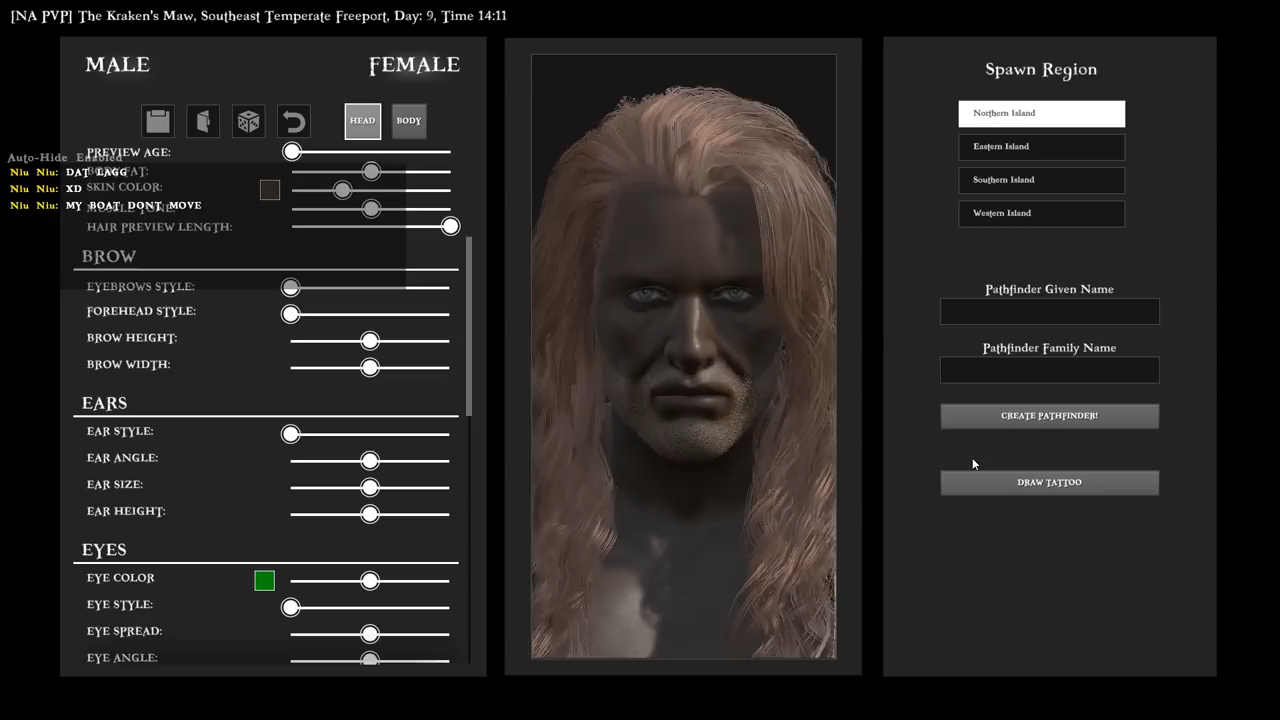 [NA PVP] The Kraken's Maw, Southeast Temperate Freeport, Day: 9, Time 14:11
MALE
FEMALE
HEAD
BODY
PREVIEW AGE:
Auto-Hide Enabled
BODY FAT:
Niu Niu: DAT LAGG
SKIN COLOR:
Niu Niu: XD
MUSCLE TONE:
Niu Niu: MY BOAT DONT MOVE
HAIR PREVIEW LENGTH:
BROW
EYEBROWS STYLE:
FOREHEAD STYLE:
BROW HEIGHT:
BROW WIDTH:
EARS
EAR STYLE:
EAR ANGLE:
EAR SIZE:
EAR HEIGHT:
EYES
EYE COLOR
EYE STYLE:
EYE SPREAD:
EYE ANGLE:
Spawn Region
Northern Island
Eastern Island
Southern Island
Western Island
Pathfinder Given Name
Pathfinder Family Name
CREATE PATHFINDER!
DRAW TATTOO